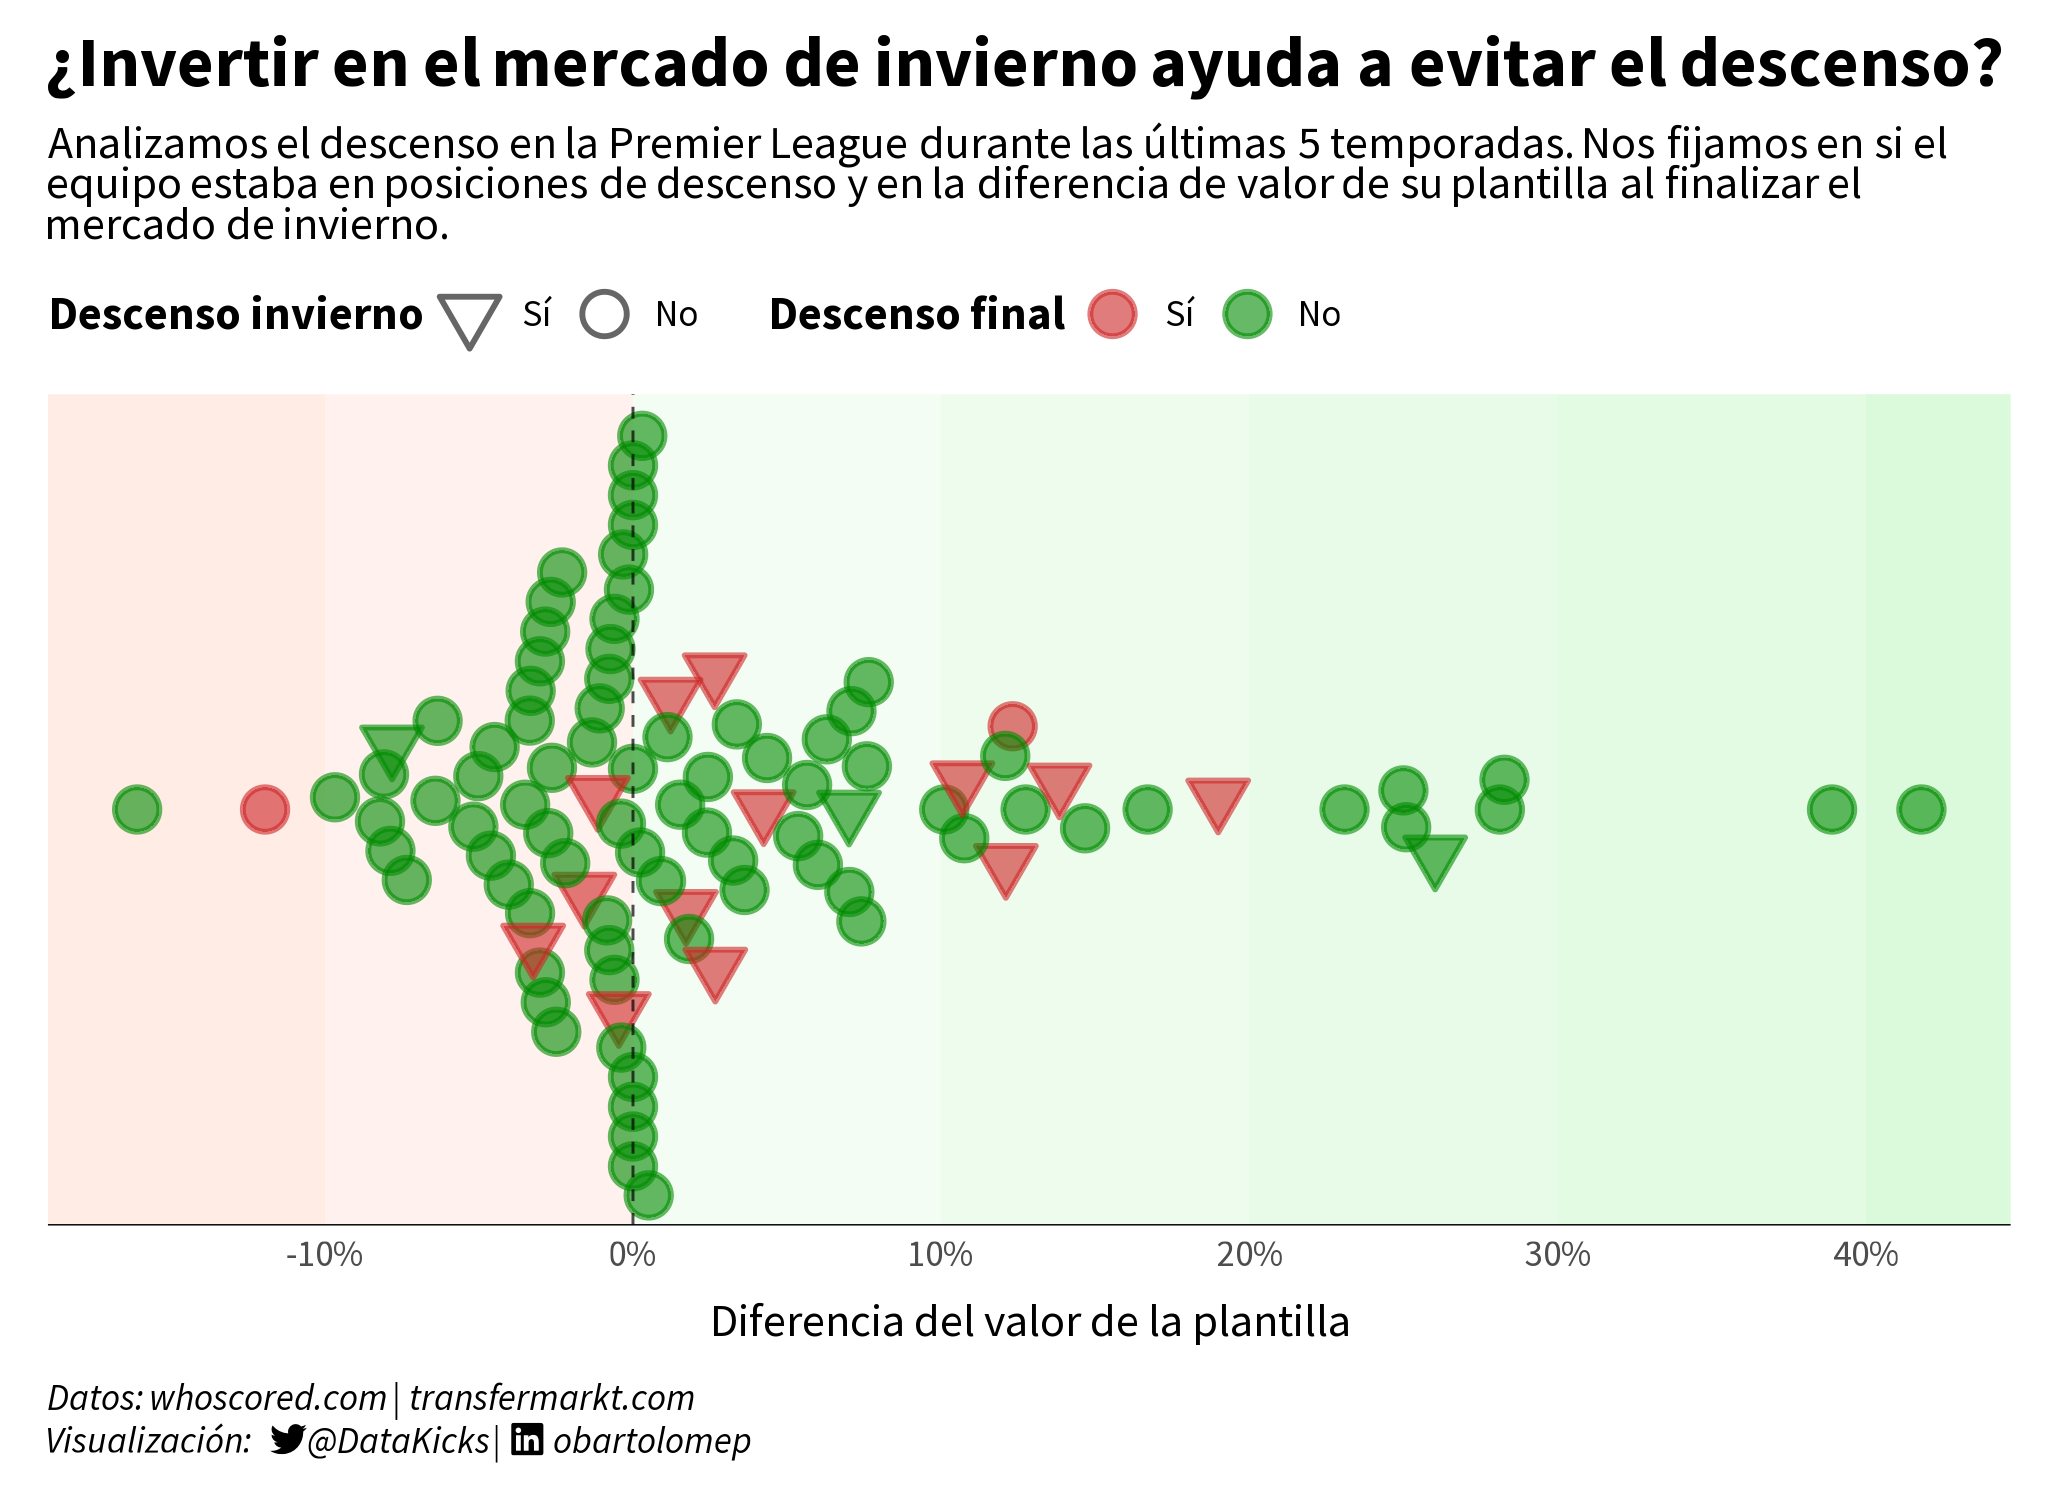 ¿Invertir en el mercado de invierno ayuda a evitar el descenso?
Analizamos el descenso en la Premier League durante las últimas 5 temporadas. Nos fijamos en si el
equipo estaba en posiciones de descenso y en la diferencia de valor de su plantilla al finalizar el
mercado de invierno.
Descenso invierno Sí No Descenso final Sí No
-10% 0% 10% 20% 30% 40%
Diferencia del valor de la plantilla
Datos: whoscored.com | transfermarkt.com
Visualización: @DataKicks | in obartolomep